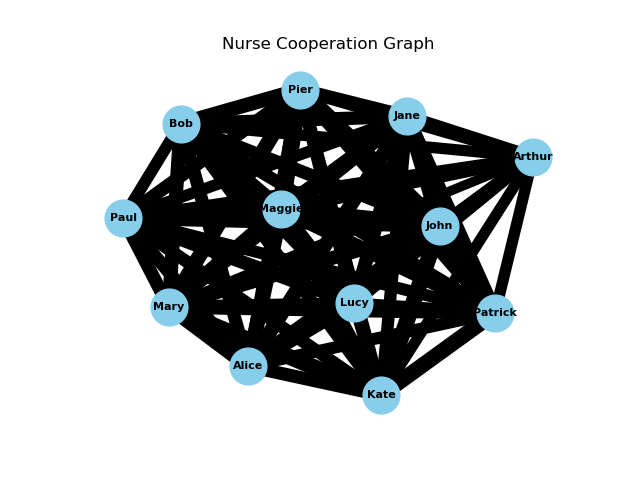 Nurse Cooperation Graph
Pier
Jane
Bob
Arthur
Maggie
Paul
John
Lucy
Mary
Patrick
Alice
Kate